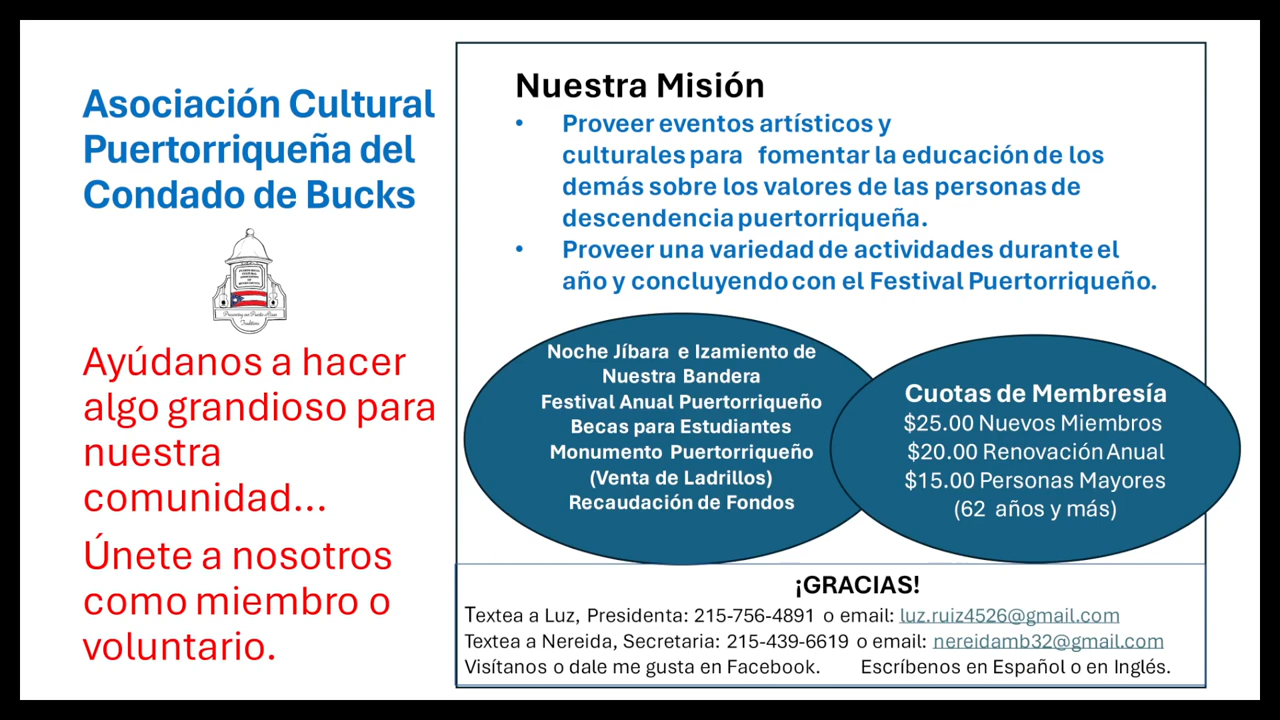 Asociación Cultural
Puertorriqueña del
Condado de Bucks
Ayúdanos a hacer
algo grandioso para
nuestra
comunidad...
Únete a nosotros
como miembro o
voluntario.
Nuestra Misión
• Proveer eventos artísticos y
culturales para fomentar la educación de los
demás sobre los valores de las personas de
descendencia puertorriqueña.
• Proveer una variedad de actividades durante el
año y concluyendo con el Festival Puertorriqueño.
Noche Jíbara e Izamiento de
Nuestra Bandera
Festival Anual Puertorriqueño
Becas para Estudiantes
Monumento Puertorriqueño
(Venta de Ladrillos)
Recaudación de Fondos
Cuotas de Membresía
$25.00 Nuevos Miembros
$20.00 Renovación Anual
$15.00 Personas Mayores
(62 años y más)
¡GRACIAS!
Textea a Luz, Presidenta: 215-756-4891 o email: luz.ruiz4526@gmail.com
Textea a Nereida, Secretaria: 215-439-6619 o email: nereidamb32@gmail.com
Visítanos o dale me gusta en Facebook. Escríbenos en Español o en Inglés.